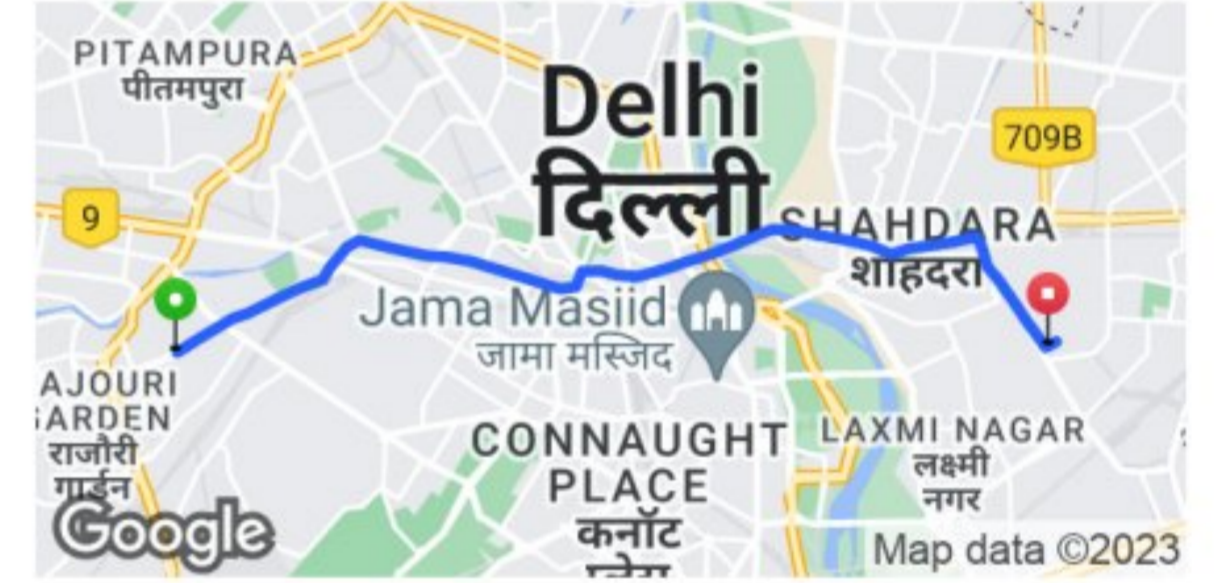 PITAMPURA
पीतमपुरा
Delhi
दिल्ली
709B
9
SHAHDARA
शाहदरा
Jama Masjid
जामा मस्जिद
AJOURI
GARDEN
राजौरी
गार्डन
CONNAUGHT
PLACE
कनॉट
प्लेस
LAXMI NAGAR
लक्ष्मी
नगर
Google
Map data ©2023